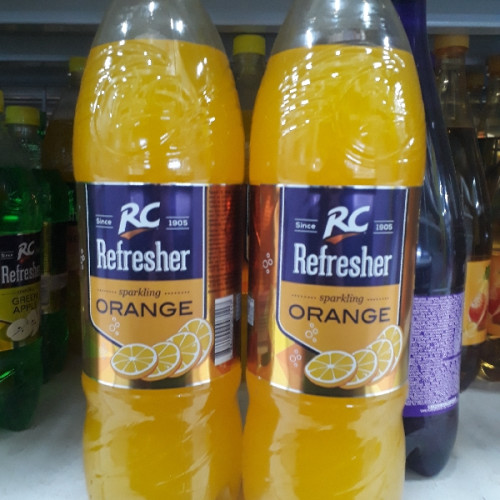 RC
Since 1905
Refresher
sparkling
ORANGE
RC
Since 1905
Refresher
sparkling
ORANGE
RC
Refresher
GREEN
APPLE